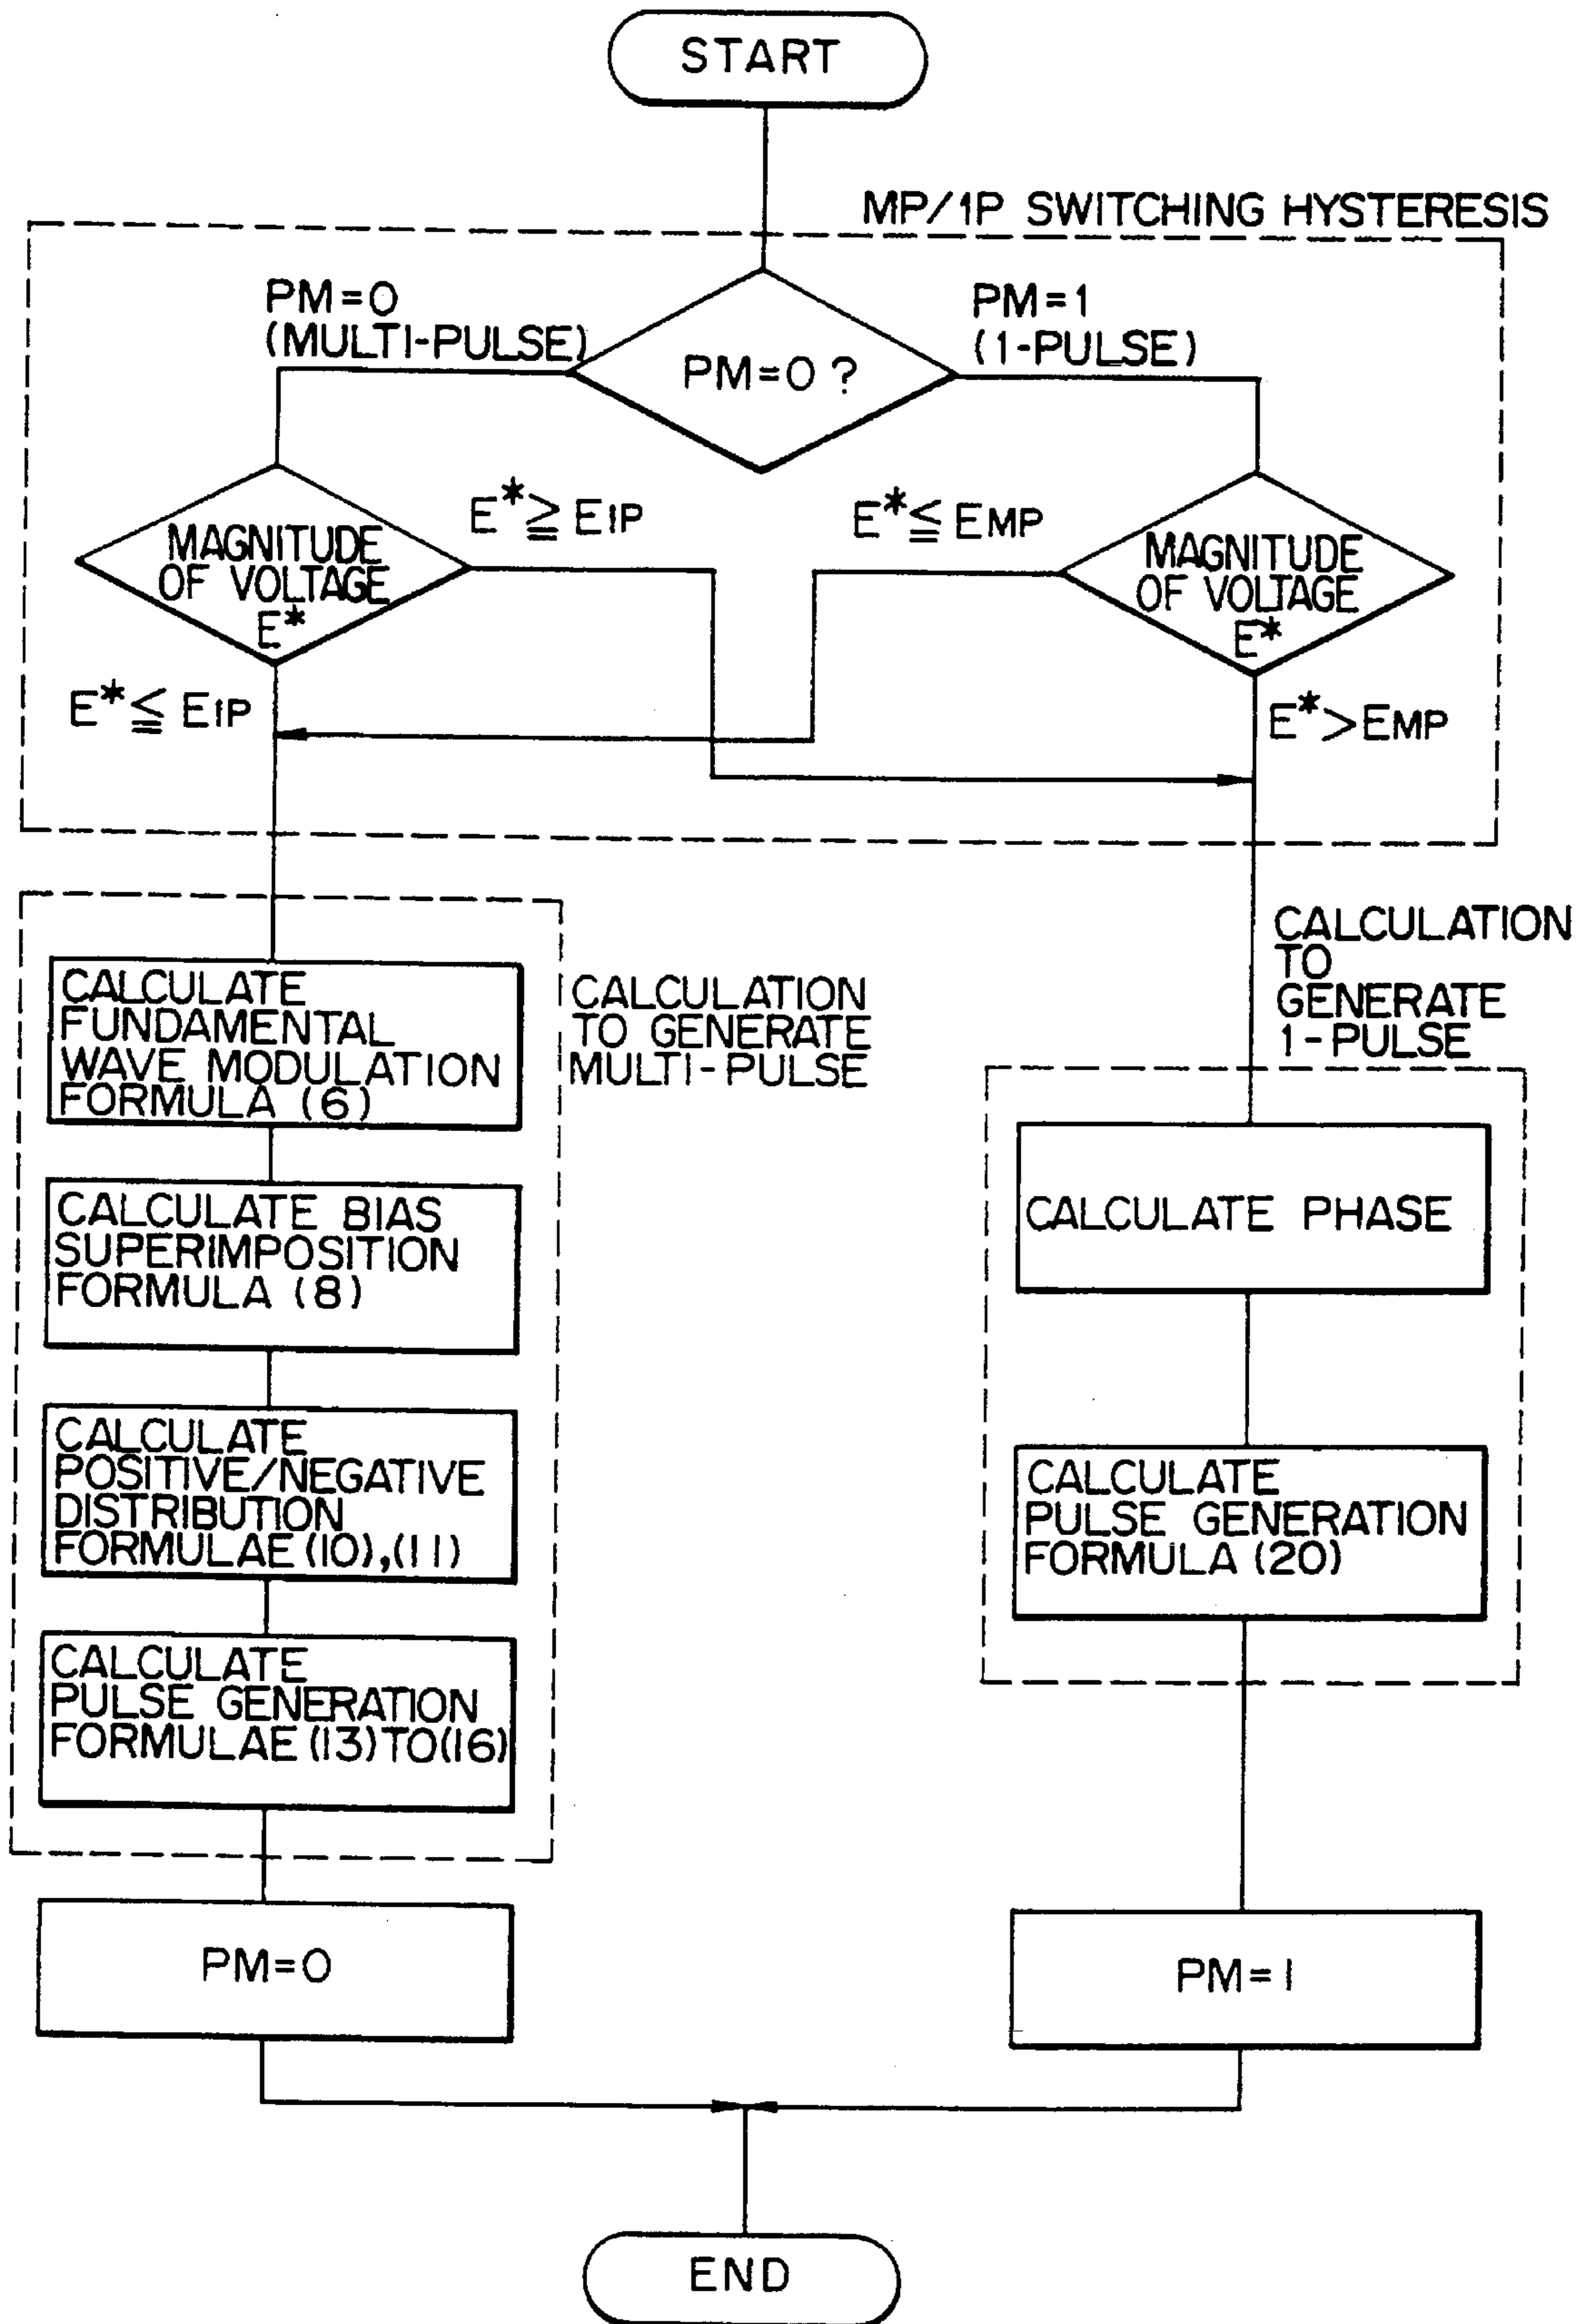 START
MP/1P SWITCHING HYSTERESIS
PM=0
(MULTI-PULSE)
PM=1
(1-PULSE)
PM=0 ?
E*≧E1P
E*≦EMP
MAGNITUDE
OF VOLTAGE
E*
MAGNITUDE
OF VOLTAGE
E*
E*≦E1P
E*>EMP
CALCULATE
FUNDAMENTAL
WAVE MODULATION
FORMULA (6)
CALCULATION
TO GENERATE
MULTI-PULSE
CALCULATION
TO
GENERATE
1-PULSE
CALCULATE BIAS
SUPERIMPOSITION
FORMULA (8)
CALCULATE PHASE
CALCULATE
POSITIVE/NEGATIVE
DISTRIBUTION
FORMULAE (10),(11)
CALCULATE
PULSE GENERATION
FORMULA (20)
CALCULATE
PULSE GENERATION
FORMULAE (13) TO (16)
PM=0
PM=1
END